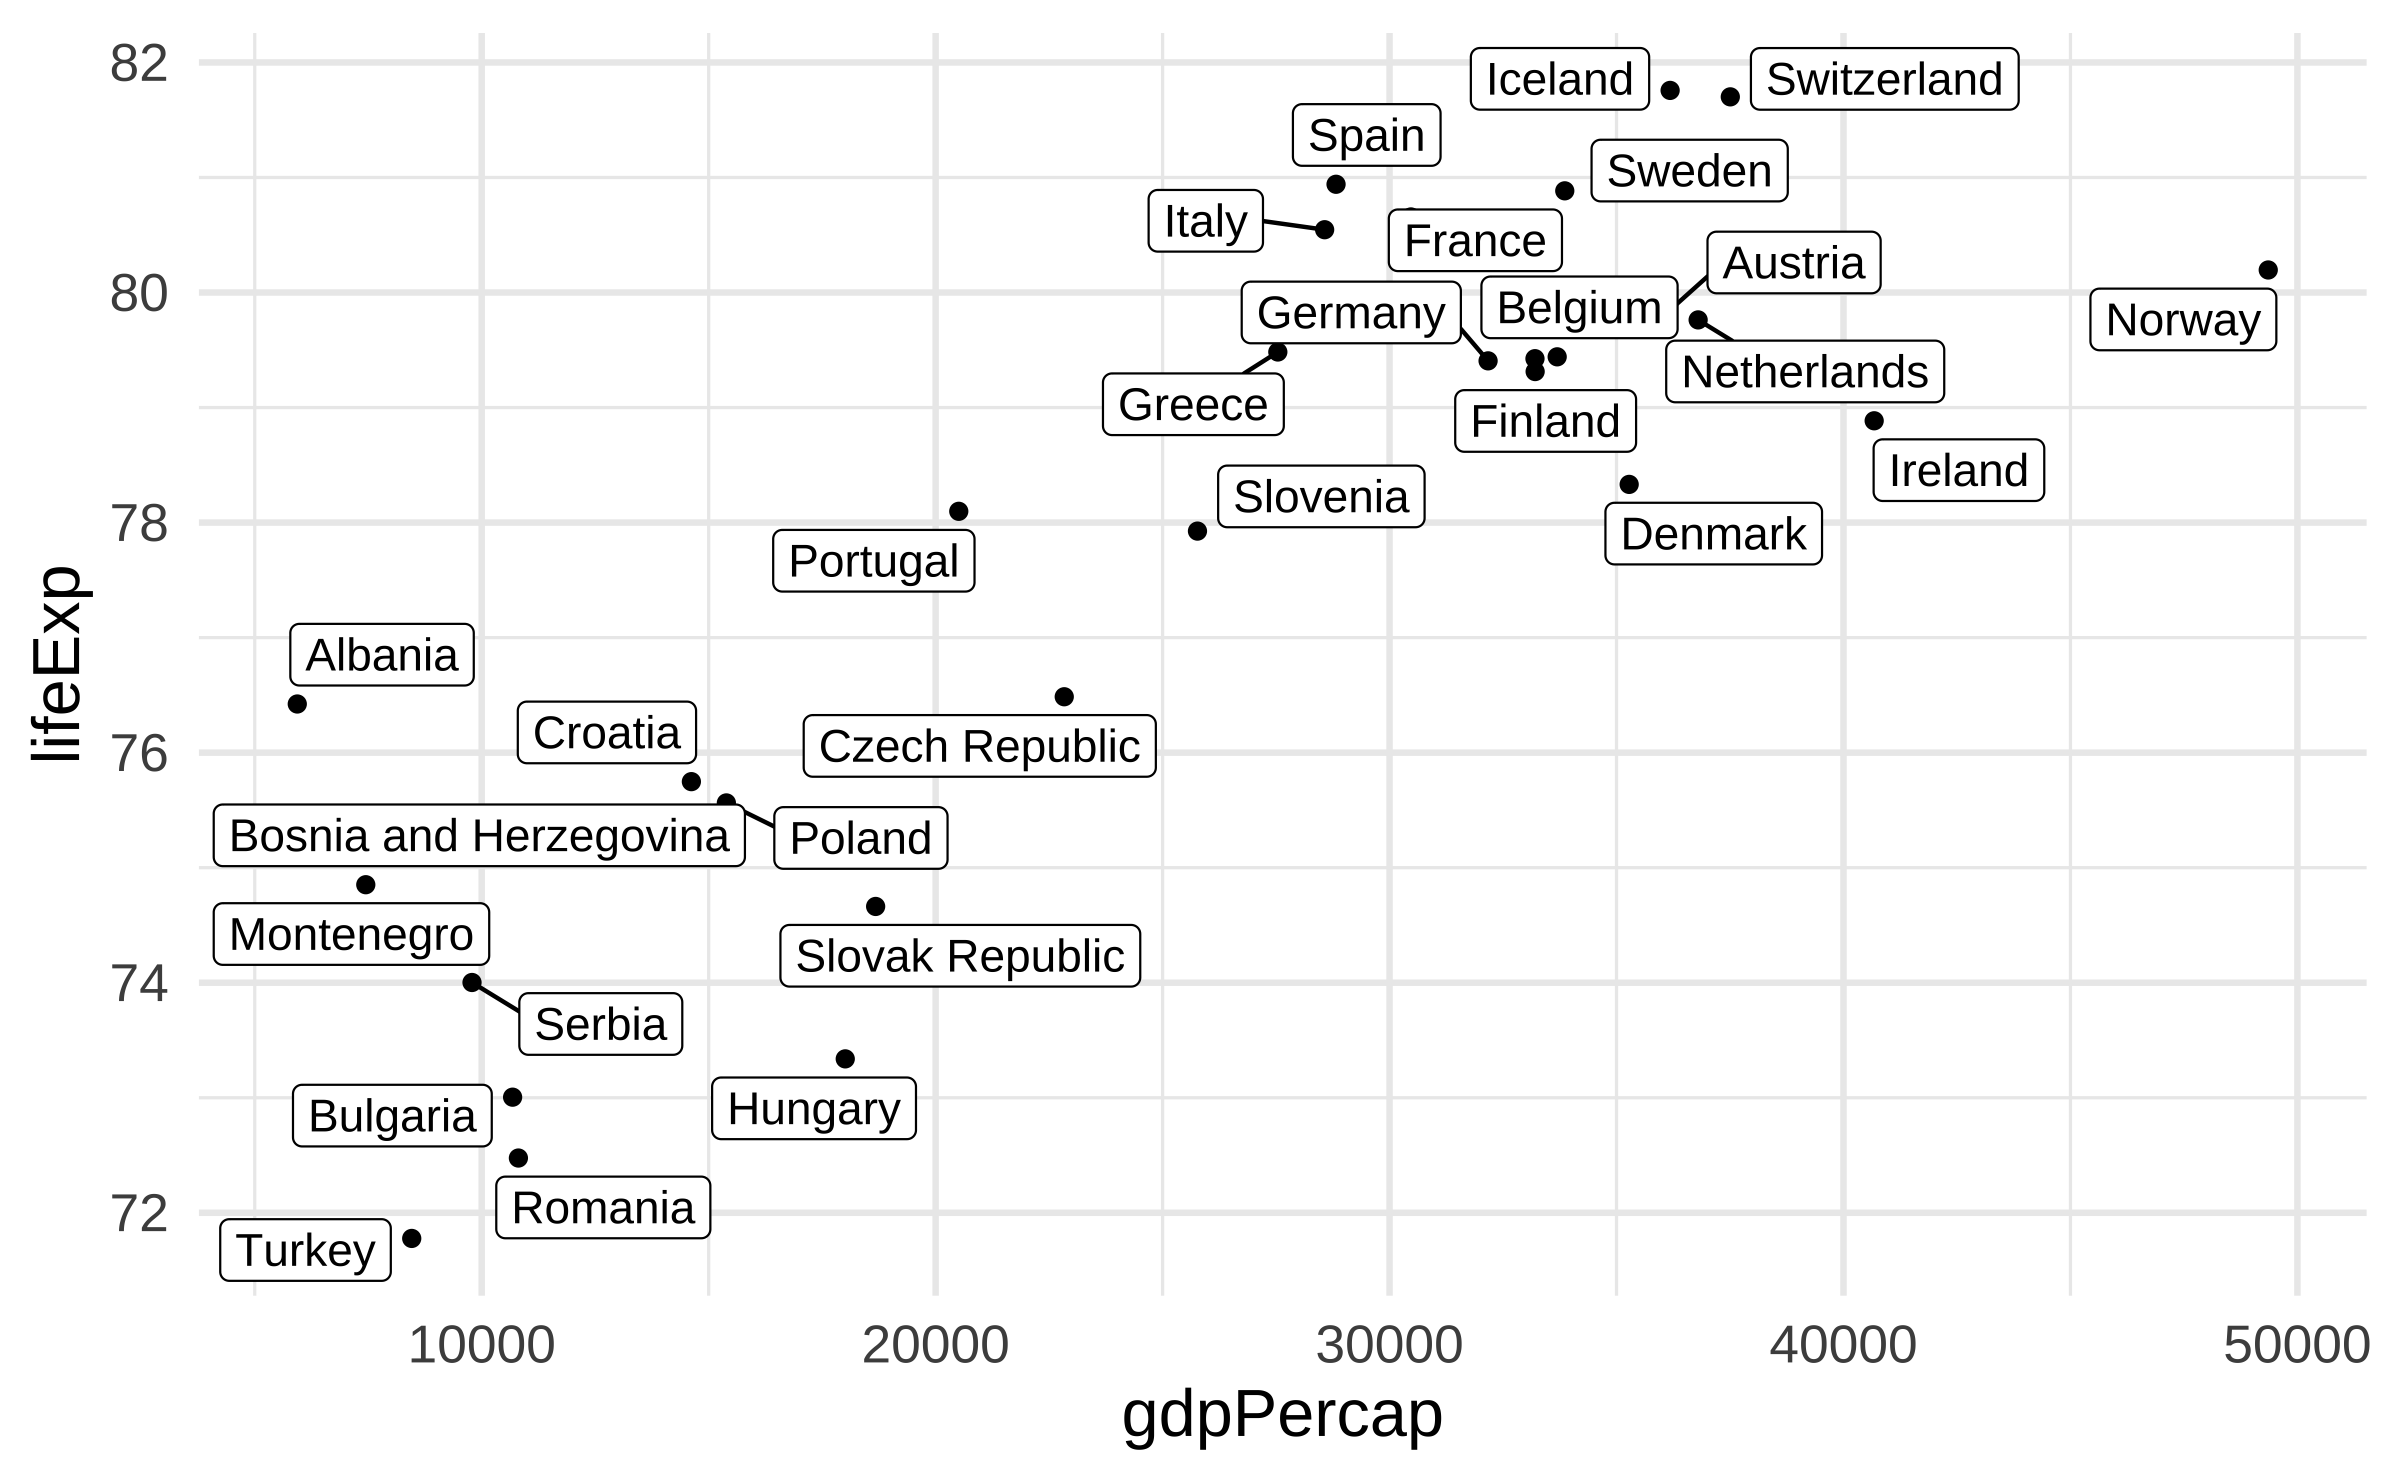 82
80
78
76
74
72
lifeExp
Iceland
Switzerland
Spain
Sweden
Italy
France
Austria
Norway
Germany
Belgium
Netherlands
Greece
Finland
Ireland
Slovenia
Denmark
Portugal
Albania
Croatia
Czech Republic
Bosnia and Herzegovina
Poland
Montenegro
Slovak Republic
Serbia
Bulgaria
Hungary
Romania
Turkey
10000
20000
30000
40000
50000
gdpPercap